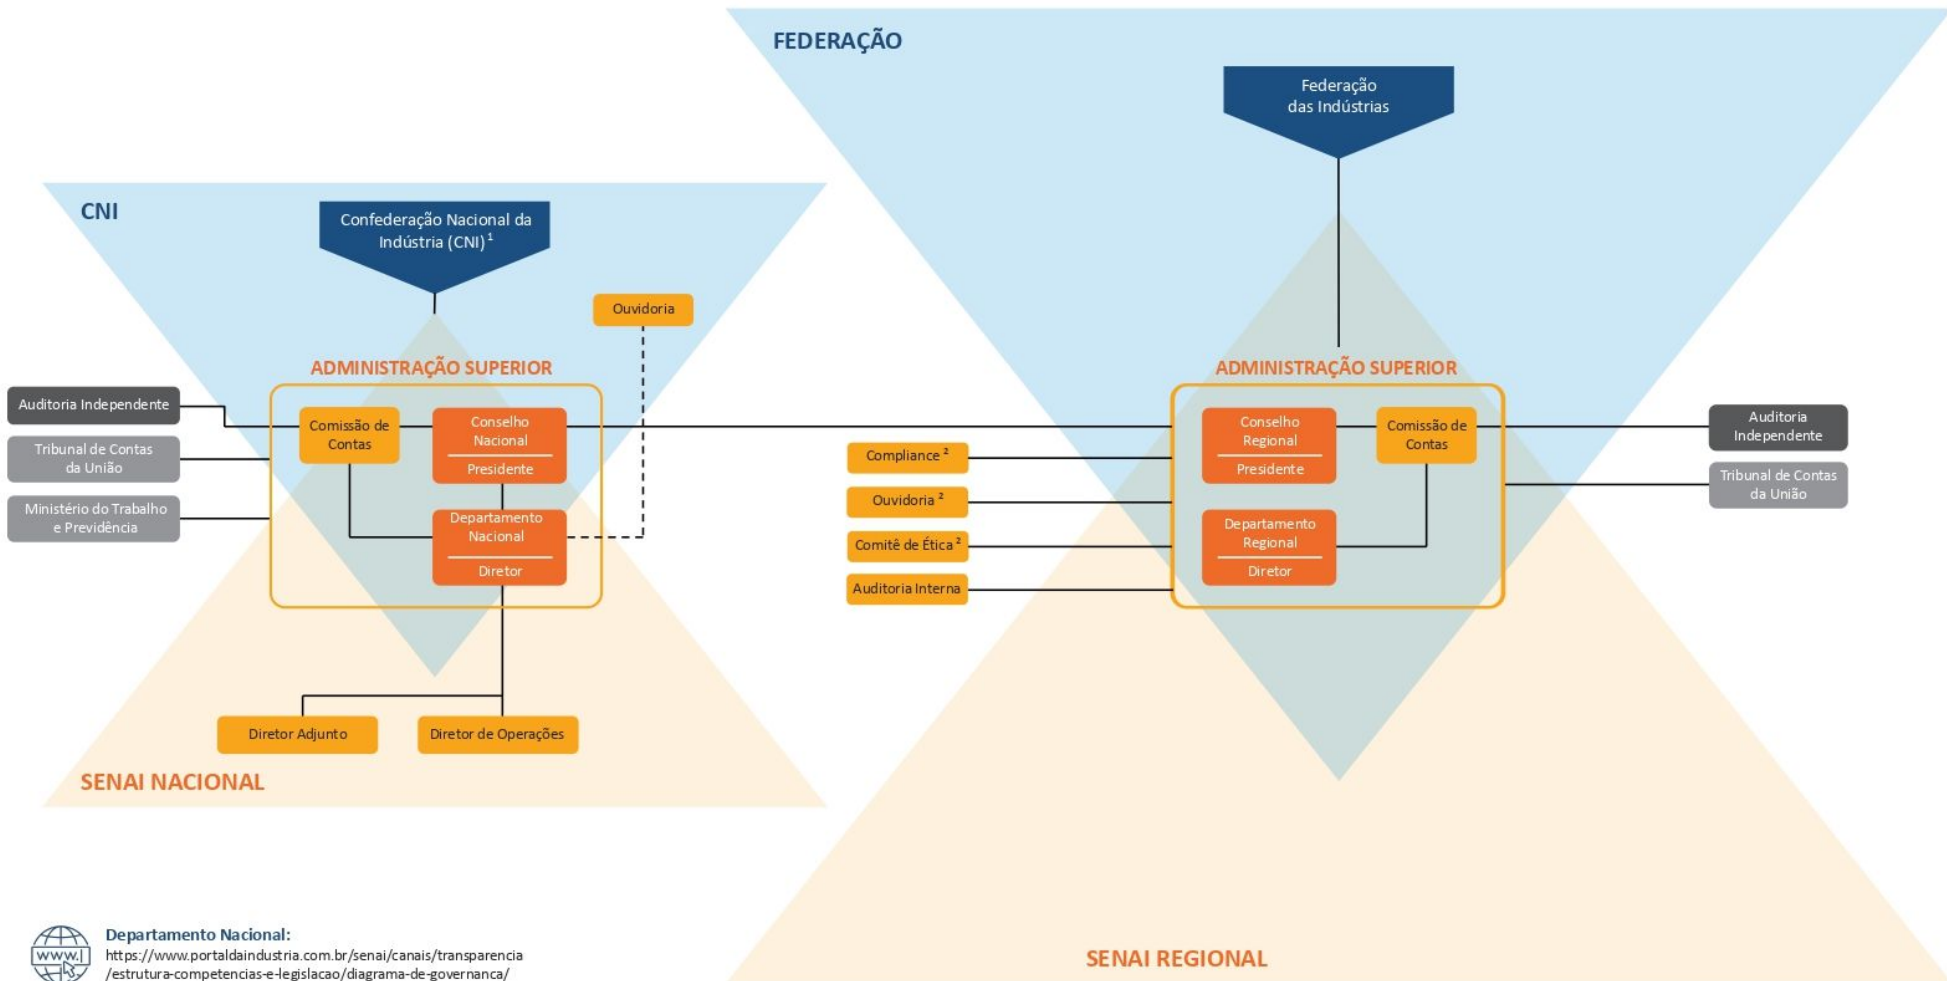 CNI
Confederação Nacional da
Indústria (CNI) ¹
Ouvidoria
ADMINISTRAÇÃO SUPERIOR
Auditoria Independente
Tribunal de Contas
da União
Ministério do Trabalho
e Previdência
Comissão de
Contas
Conselho
Nacional
Presidente
Departamento
Nacional
Diretor
Diretor Adjunto
Diretor de Operações
SENAI NACIONAL
FEDERAÇÃO
Federação
das Indústrias
ADMINISTRAÇÃO SUPERIOR
Compliance ²
Ouvidoria ²
Comitê de Ética ²
Auditoria Interna
Conselho
Regional
Presidente
Departamento
Regional
Diretor
Comissão de
Contas
Auditoria
Independente
Tribunal de Contas
da União
SENAI REGIONAL
www.
Departamento Nacional:
https://www.portaldaindustria.com.br/senai/canais/transparencia
/estrutura-competencias-e-legislacao/diagrama-de-governanca/